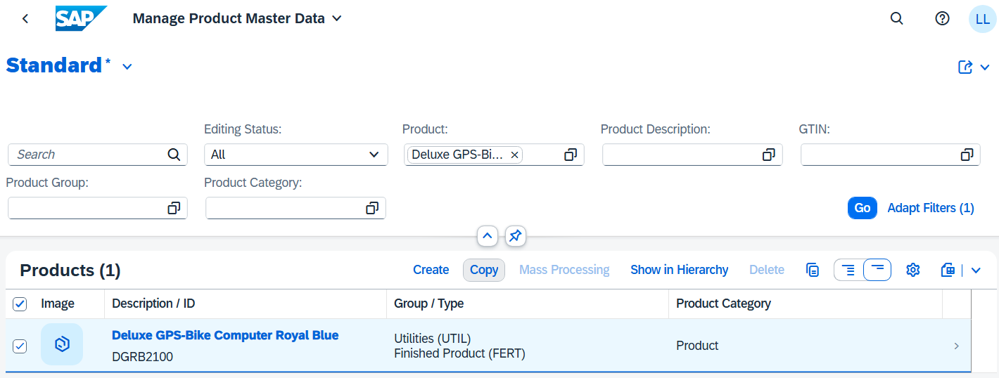 SAP Manage Product Master Data LL
Standard *
Editing Status: Product: Product Description: GTIN:
Search All Deluxe GPS-Bi...
Product Group: Product Category:
Go Adapt Filters (1)
Products (1) Create Copy Mass Processing Show in Hierarchy Delete
Image Description / ID Group / Type Product Category
Deluxe GPS-Bike Computer Royal Blue Utilities (UTIL) Product
DGRB2100 Finished Product (FERT)